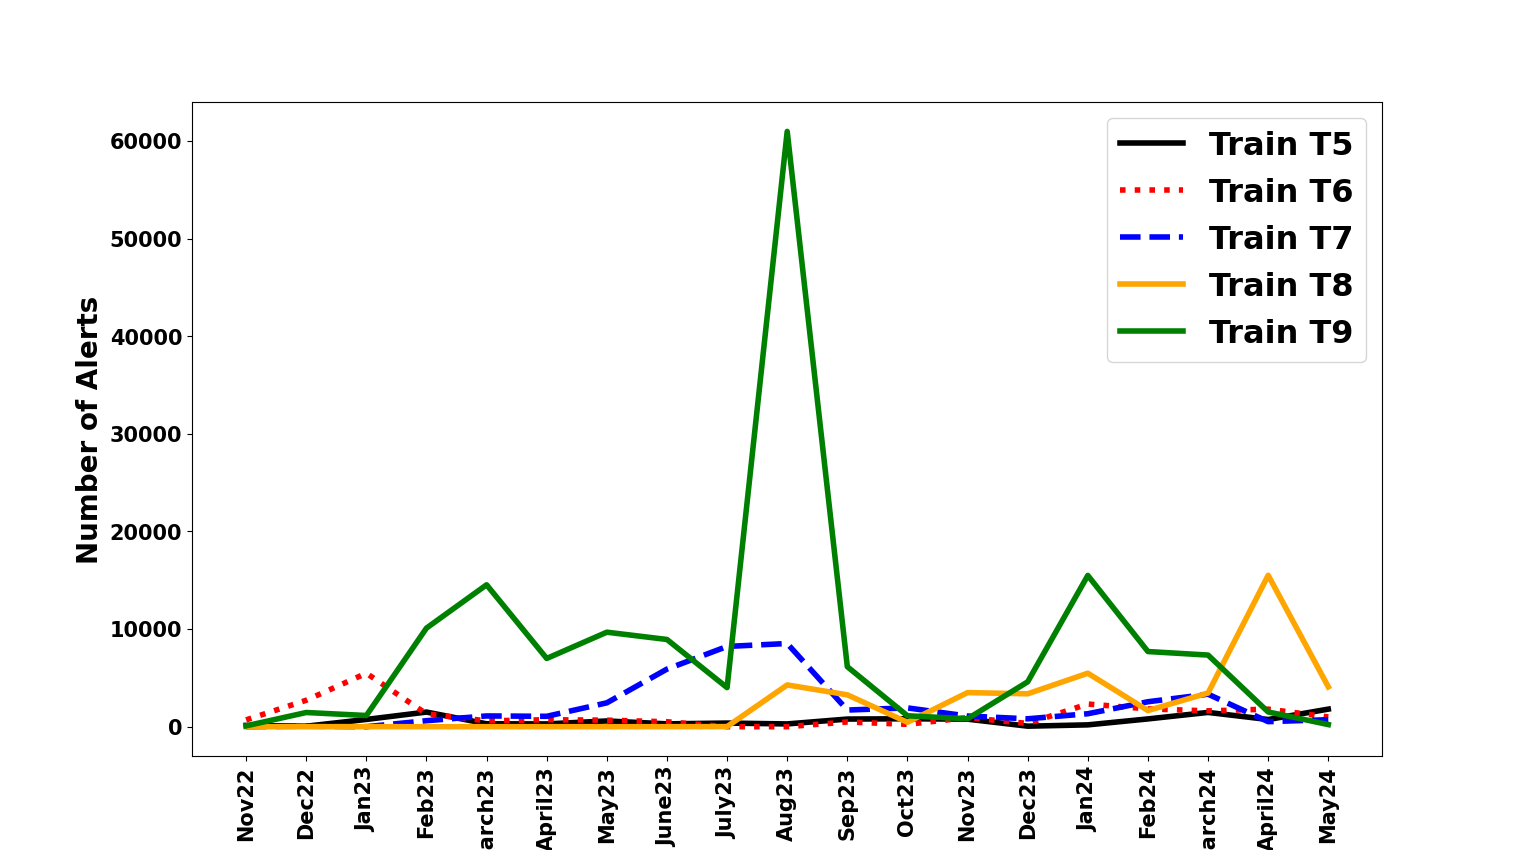 60000
50000
40000
30000
20000
10000
0
Number of Alerts
Train T5
Train T6
Train T7
Train T8
Train T9
Nov22
Dec22
Jan23
Feb23
arch23
April23
May23
June23
July23
Aug23
Sep23
Oct23
Nov23
Dec23
Jan24
Feb24
arch24
April24
May24